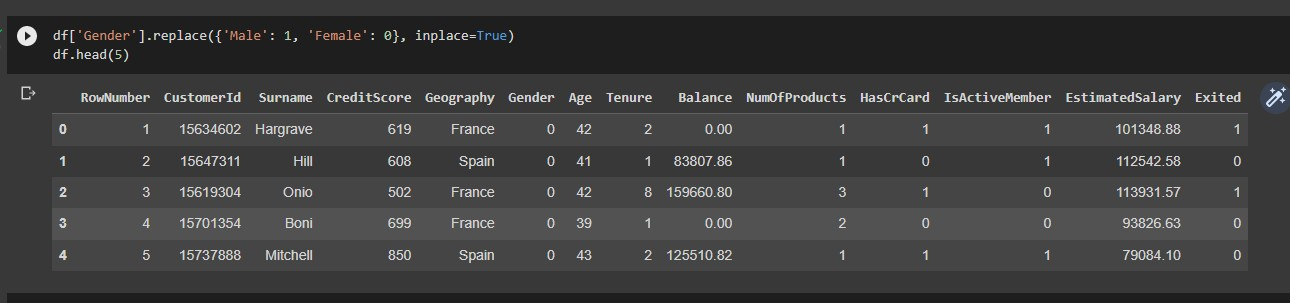 df['Gender'].replace({'Male': 1, 'Female': 0}, inplace=True)
df.head(5)
RowNumber CustomerId Surname CreditScore Geography Gender Age Tenure Balance NumOfProducts HasCrCard IsActiveMember EstimatedSalary Exited
0 1 15634602 Hargrave 619 France 0 42 2 0.00 1 1 1 101348.88 1
1 2 15647311 Hill 608 Spain 0 41 1 83807.86 1 0 1 112542.58 0
2 3 15619304 Onio 502 France 0 42 8 159660.80 3 1 0 113931.57 1
3 4 15701354 Boni 699 France 0 39 1 0.00 2 0 0 93826.63 0
4 5 15737888 Mitchell 850 Spain 0 43 2 125510.82 1 1 1 79084.10 0